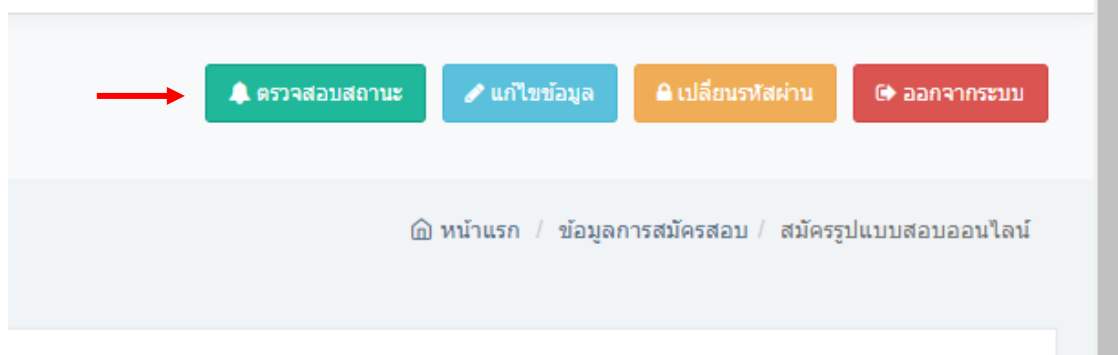 ตรวจสอบสถานะ แก้ไขข้อมูล เปลี่ยนรหัสผ่าน ออกจากระบบ
หน้าแรก / ข้อมูลการสมัครสอบ / สมัครรูปแบบสอบออนไลน์